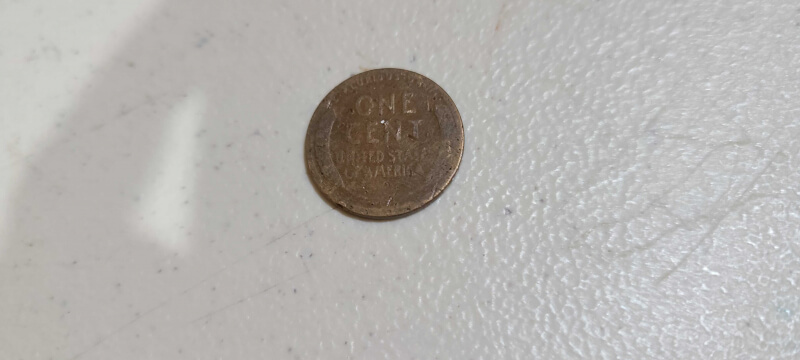 ONE
CENT
UNITED STATES
OF AMERICA